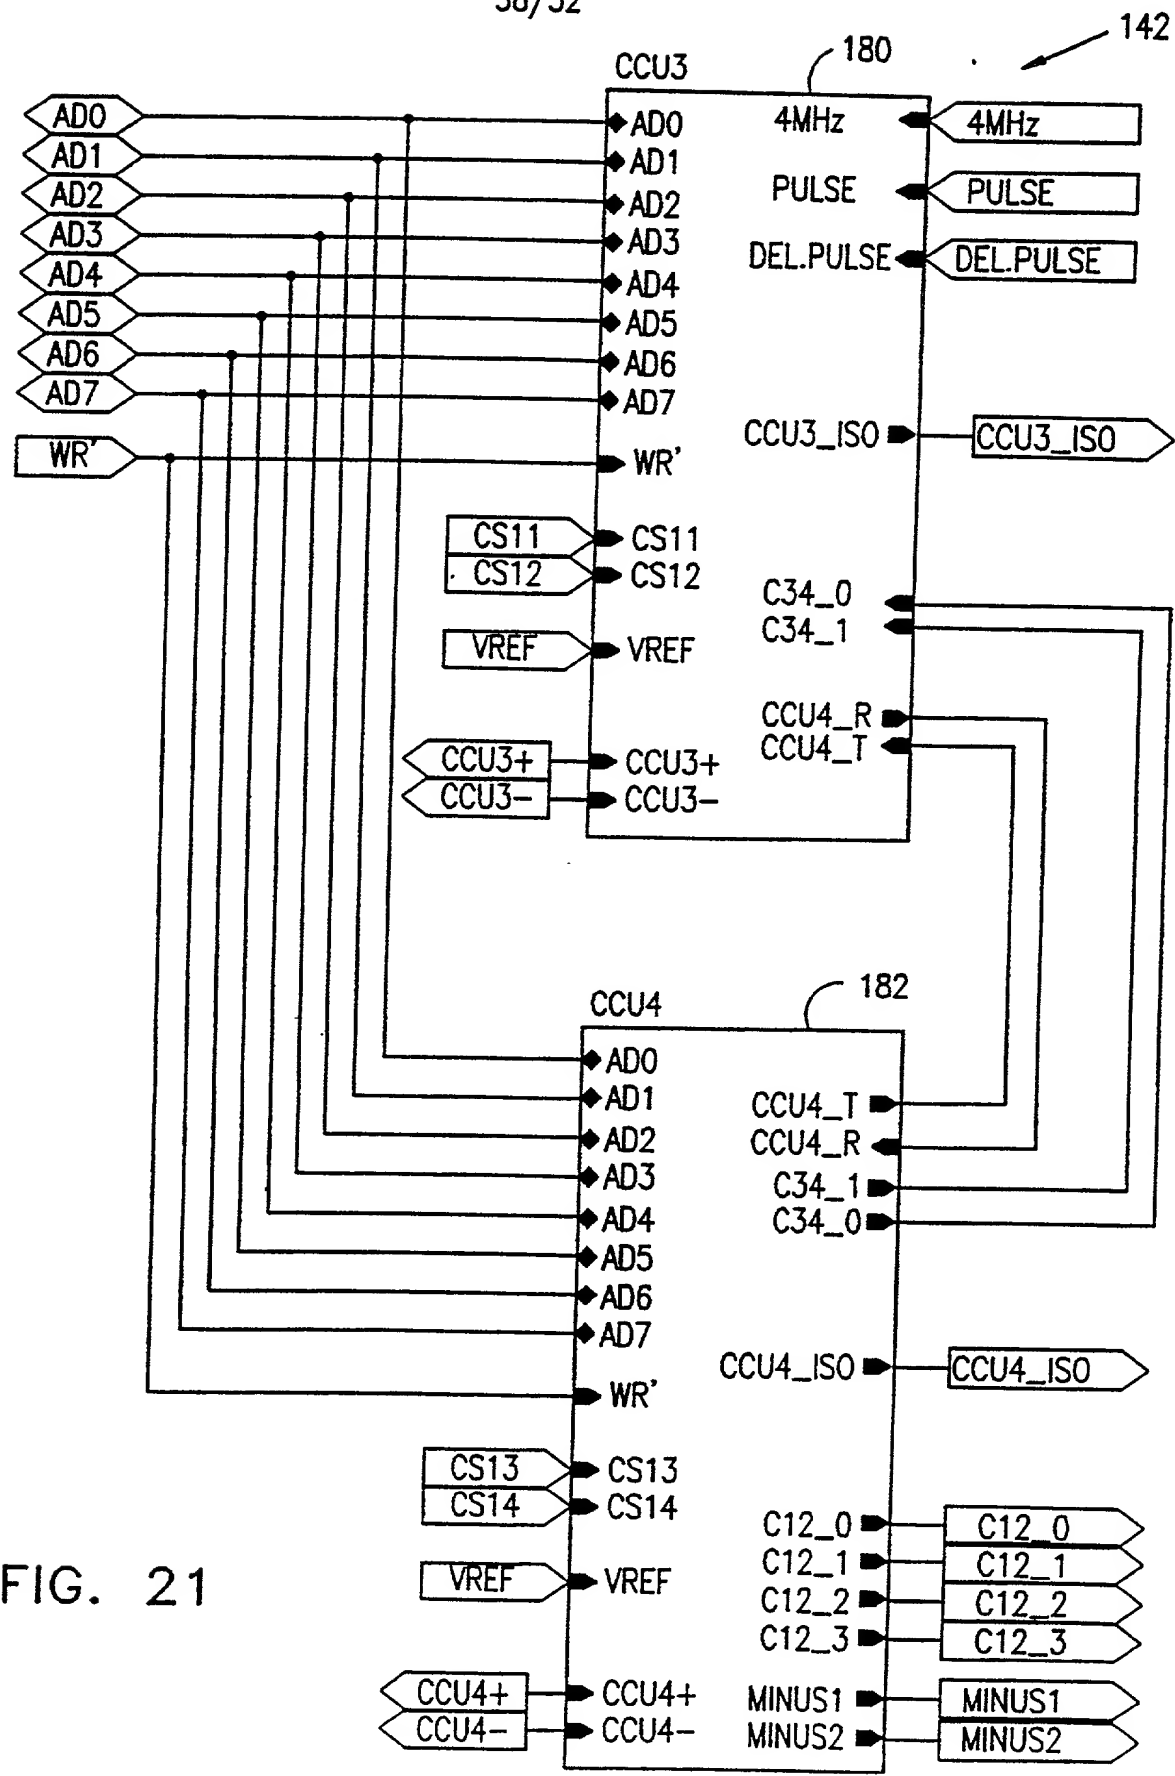 142
CCU3
180
AD0
AD1
AD2
AD3
AD4
AD5
AD6
AD7
WR'
AD0
AD1
AD2
AD3
AD4
AD5
AD6
AD7
WR'
4MHz
PULSE
DEL.PULSE
4MHz
PULSE
DEL.PULSE
CCU3_ISO
CCU3_ISO
CS11
CS12
CS11
CS12
VREF
VREF
C34_0
C34_1
CCU4_R
CCU4_T
CCU3+
CCU3-
CCU3+
CCU3-
CCU4
182
AD0
AD1
AD2
AD3
AD4
AD5
AD6
AD7
WR'
CCU4_T
CCU4_R
C34_1
C34_0
CCU4_ISO
CCU4_ISO
CS13
CS14
CS13
CS14
VREF
VREF
C12_0
C12_1
C12_2
C12_3
C12_0
C12_1
C12_2
C12_3
CCU4+
CCU4-
CCU4+
CCU4-
MINUS1
MINUS2
MINUS1
MINUS2
FIG. 21